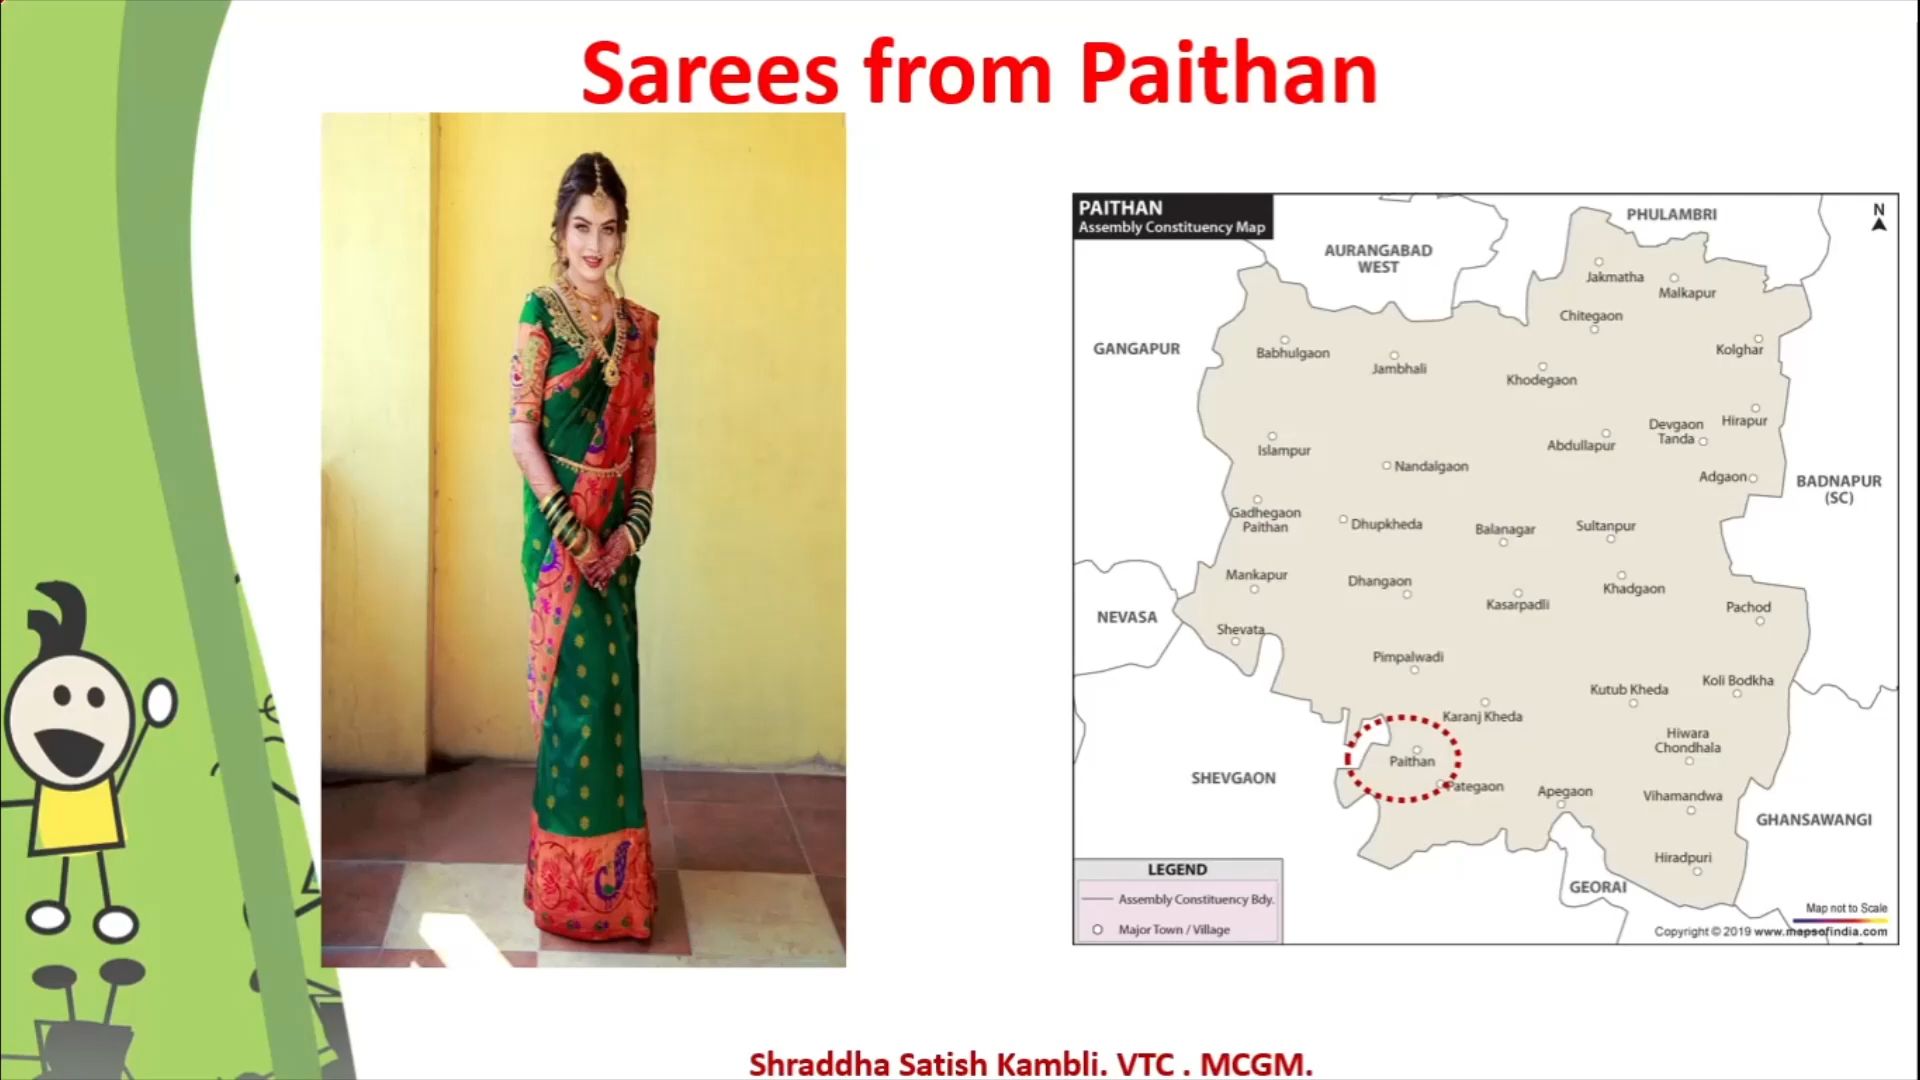 Sarees from Paithan
PAITHAN
Assembly Constituency Map
N
PHULAMBRI
AURANGABAD
WEST
Jakmatha
Malkapur
Chitegaon
GANGAPUR
Babhulgaon
Jambhali
Khodegaon
Kolghar
Islampur
Nandalgaon
Abdullapur
Devgaon
Tanda
Hirapur
Adgaon
BADNAPUR
(SC)
Gadhegaon
Paithan
Dhupkheda
Balanagar
Sultanpur
Mankapur
Dhangaon
Kasarpadli
Khadgaon
Pachod
NEVASA
Shevata
Pimpalwadi
Karanj Kheda
Kutub Kheda
Koli Bodkha
Hiwara
Chondhala
Paithan
SHEVGAON
Pategaon
Apegaon
Vihamandwa
GHANSAWANGI
Hiradpuri
GEORAI
LEGEND
Assembly Constituency Bdy.
Major Town / Village
Map not to Scale
Copyright © 2019 www.mapsofindia.com
Shraddha Satish Kambli. VTC . MCGM.